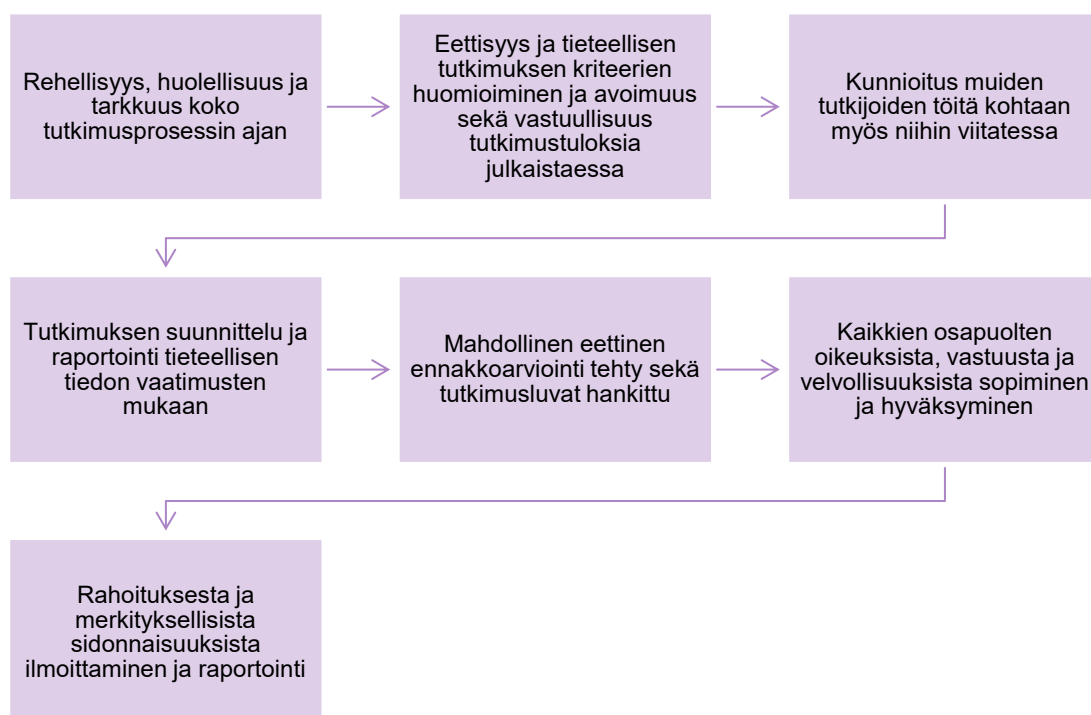 Rehellisyys, huolellisuus ja
tarkkuus koko
tutkimusprosessin ajan
Eettisyys ja tieteellisen
tutkimuksen kriteerien
huomioiminen ja avoimuus
sekä vastuullisuus
tutkimustuloksia
julkaistaessa
Kunnioitus muiden
tutkijoiden töitä kohtaan
myös niihin viitatessa
Tutkimuksen suunnittelu ja
raportointi tieteellisen
tiedon vaatimusten
mukaan
Mahdollinen eettinen
ennakkoarviointi tehty sekä
tutkimusluvat hankittu
Kaikkien osapuolten
oikeuksista, vastuusta ja
velvollisuuksista sopiminen
ja hyväksyminen
Rahoituksesta ja
merkityksellisista
sidonnaisuuksista
ilmoittaminen ja raportointi